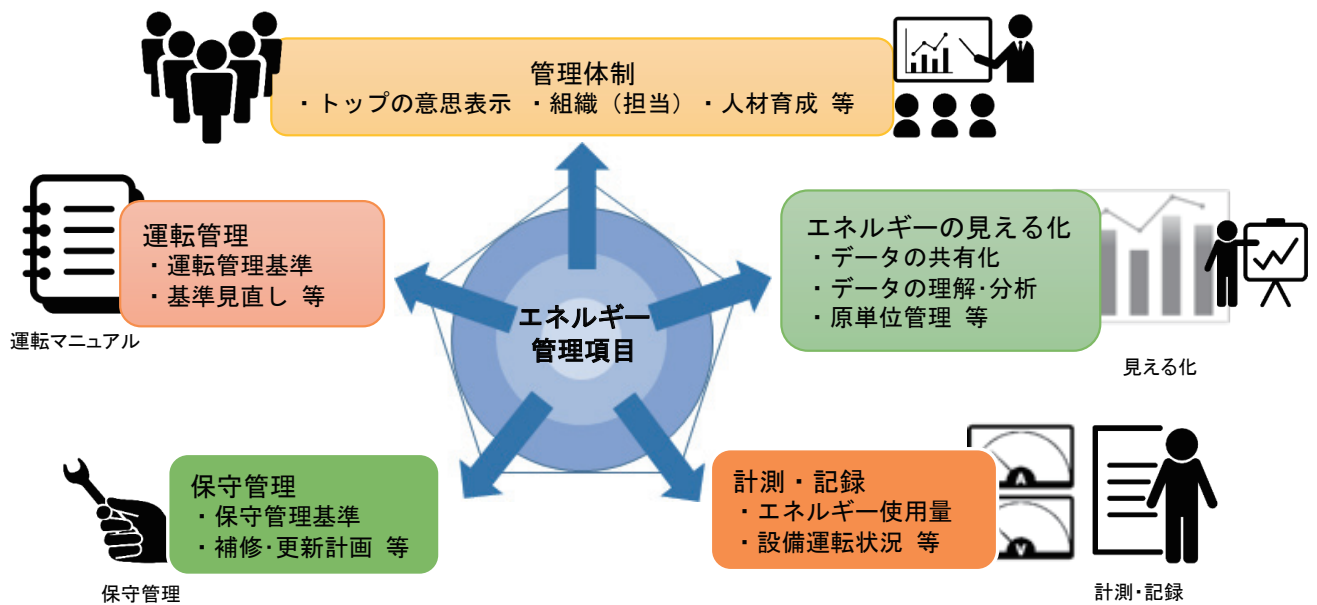 管理体制
・トップの意思表示 ・組織（担当） ・人材育成 等
運転管理
・運転管理基準
・基準見直し 等
運転マニュアル
エネルギーの見える化
・データの共有化
・データの理解･分析
・原単位管理 等
見える化
エネルギー
管理項目
保守管理
・保守管理基準
・補修･更新計画 等
保守管理
計測・記録
・エネルギー使用量
・設備運転状況 等
A
V
計測･記録